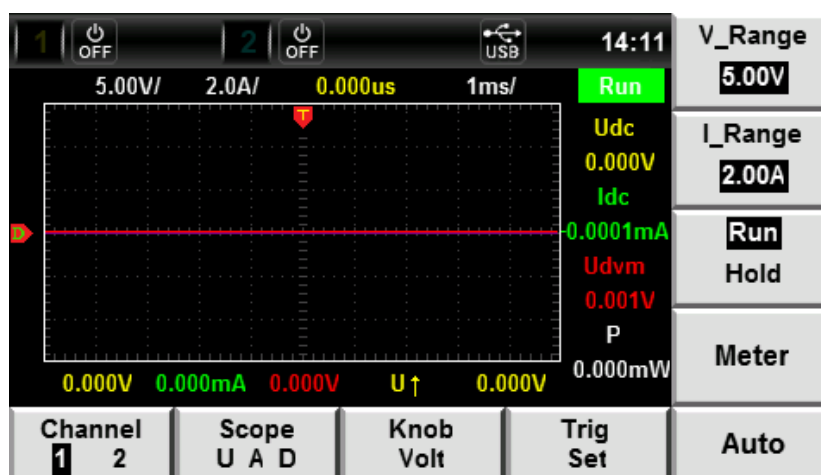 1 OFF 2 OFF USB 14:11
5.00V/ 2.0A/ 0.000us 1ms/ Run
T
Udc
0.000V
Idc
D
-0.0001mA
Udvm
0.001V
P
0.000mW
0.000V 0.000mA 0.000V U↑ 0.000V
V_Range
5.00V
I_Range
2.00A
Run
Hold
Meter
Auto
Channel
1 2
Scope
U A D
Knob
Volt
Trig
Set